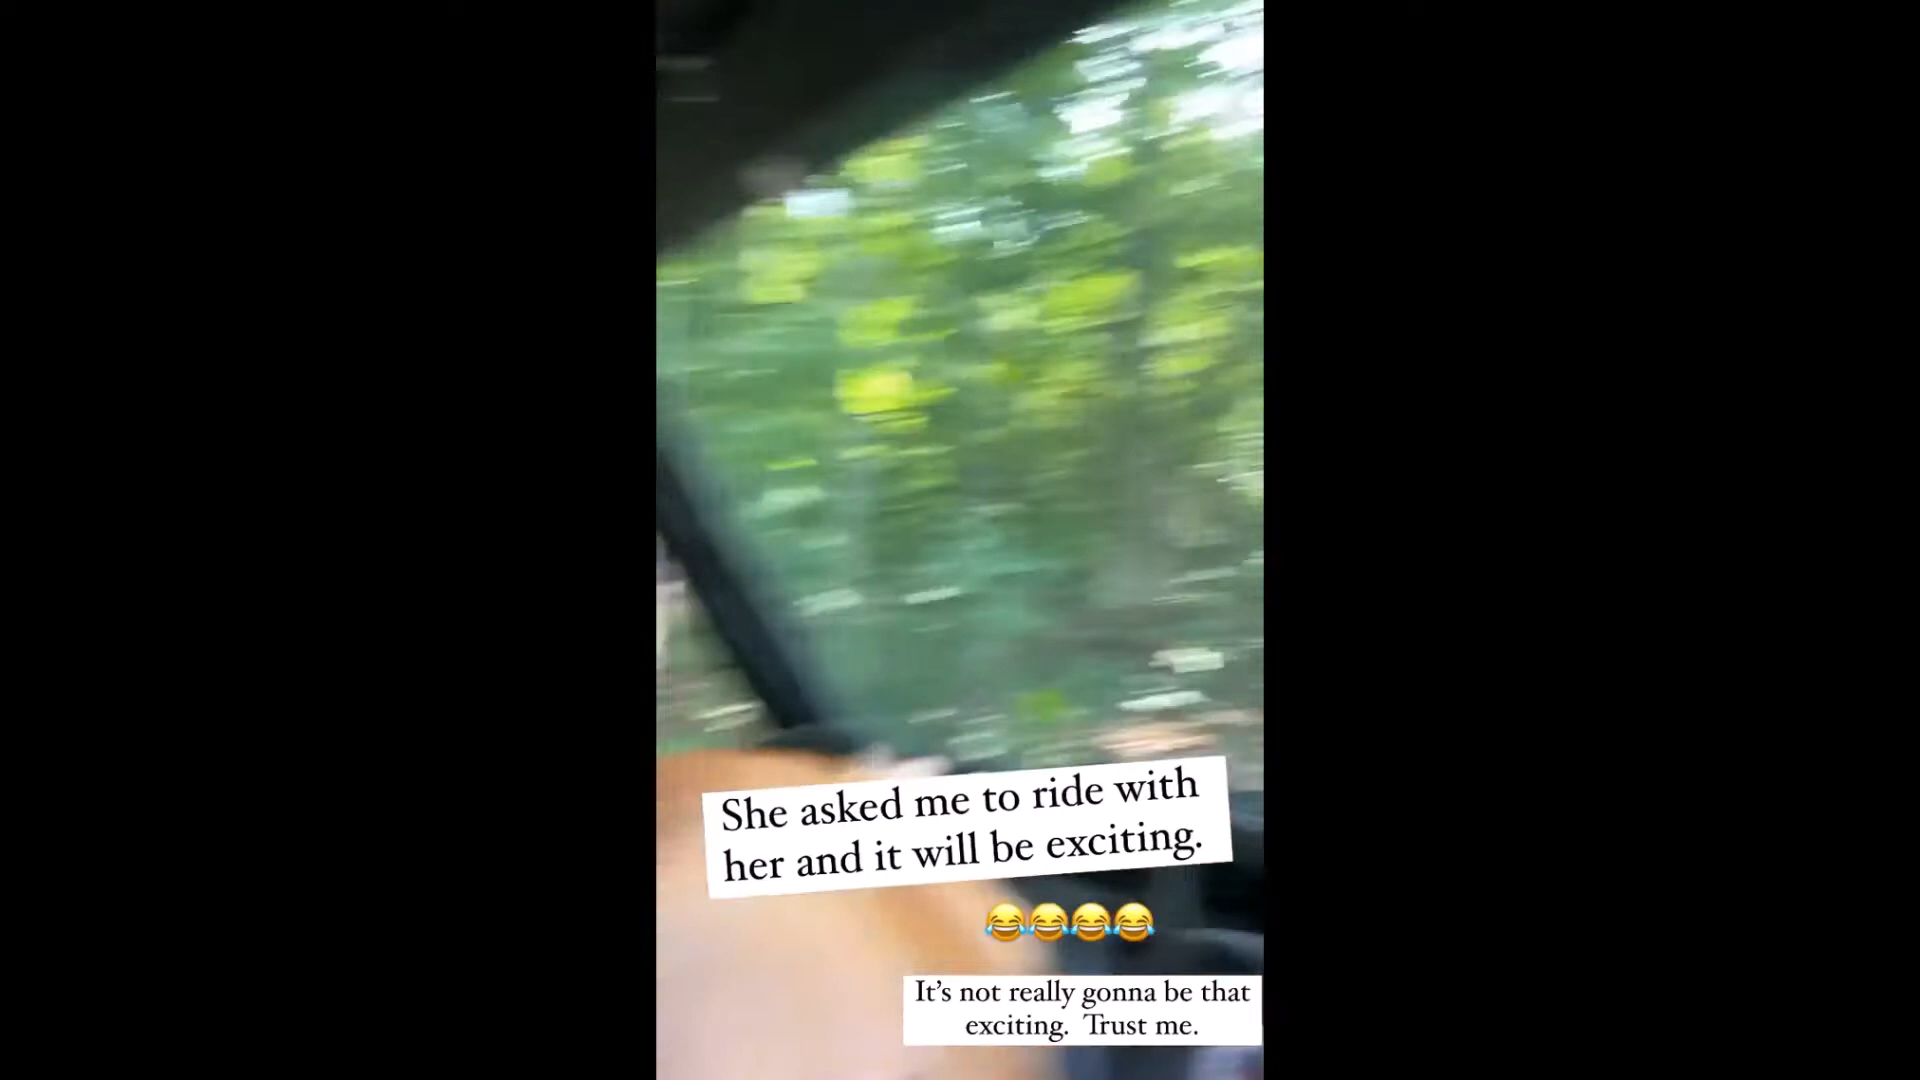 She asked me to ride with
her and it will be exciting.
😂😂😂😂
It's not really gonna be that
exciting.  Trust me.